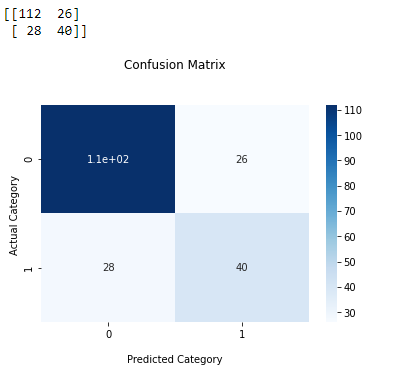 [[112  26]
 [ 28  40]]
Confusion Matrix
110
100
0 1.1e+02 26
90
80
Actual Category
70
60
1 28 40
50
40
30
0 1
Predicted Category